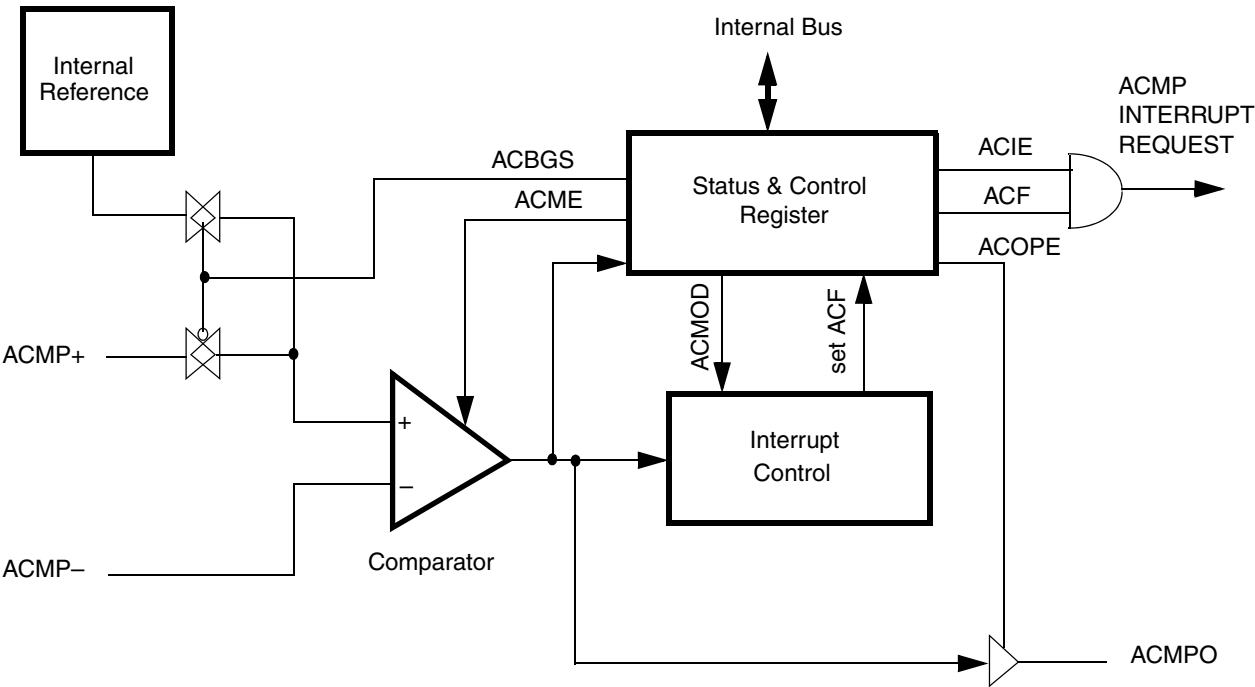 Internal
Reference
Internal Bus
ACMP
INTERRUPT
REQUEST
ACBGS
ACME
Status & Control
Register
ACIE
ACF
ACOPE
ACMOD
set ACF
ACMP+
+
–
Interrupt
Control
Comparator
ACMP–
ACMPO